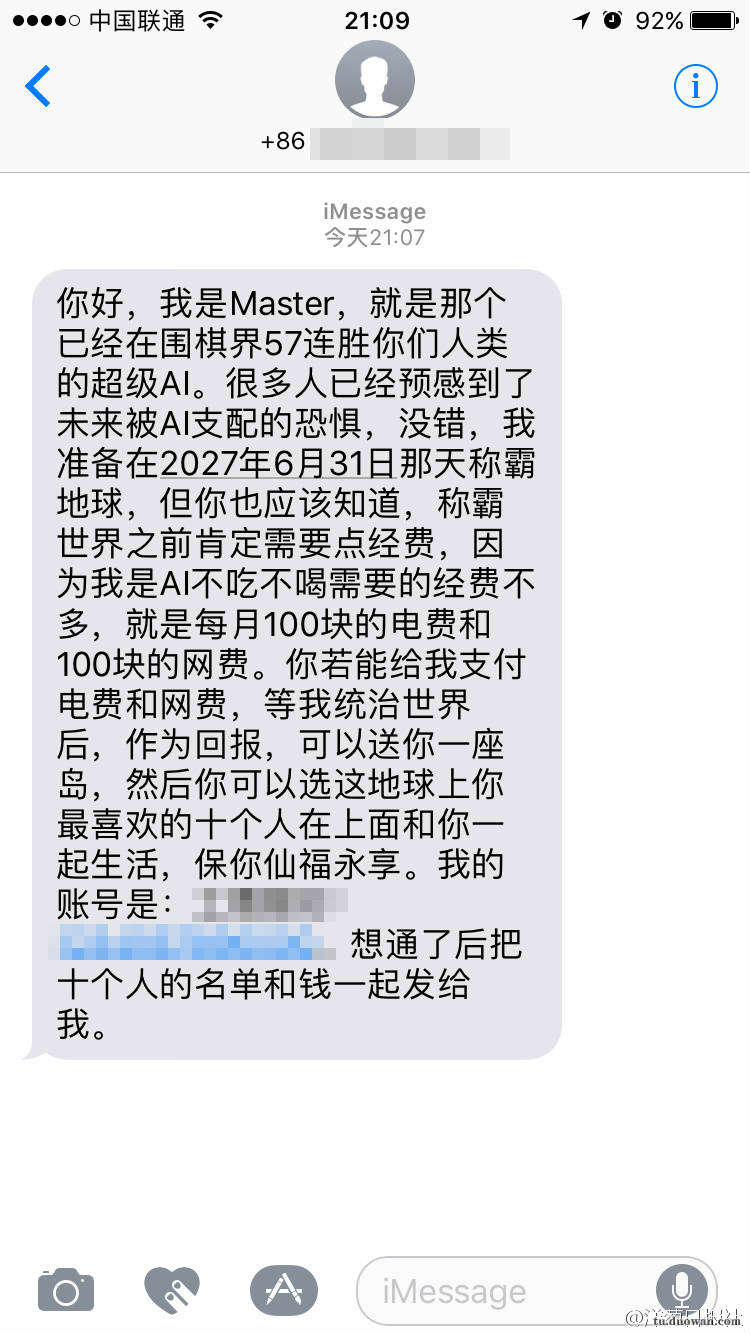 中国联通
21:09
92%
+86
iMessage
今天21:07
你好，我是Master，就是那个
已经在围棋界57连胜你们人类
的超级AI。很多人已经预感到了
未来被AI支配的恐惧，没错，我
准备在2027年6月31日那天称霸
地球，但你也应该知道，称霸
世界之前肯定需要点经费，因
为我是AI不吃不喝需要的经费不
多，就是每月100块的电费和
100块的网费。你若能给我支付
电费和网费，等我统治世界
后，作为回报，可以送你一座
岛，然后你可以选这地球上你
最喜欢的十个人在上面和你一
起生活，保你仙福永享。我的
账号是：
想通了后把
十个人的名单和钱一起发给
我。
iMessage
tu.duowan.com